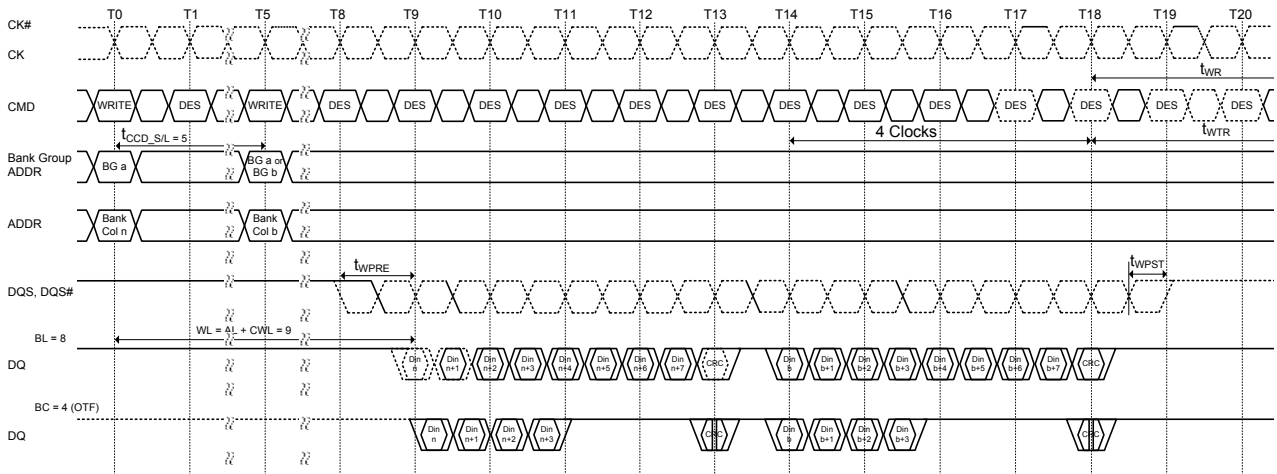 T0 T1 T5 T8 T9 T10 T11 T12 T13 T14 T15 T16 T17 T18 T19 T20
CK#
CK
tWR
CMD WRITE DES WRITE DES DES DES DES DES DES DES DES DES DES DES DES DES
tCCD_S/L = 5
4 Clocks
tWTR
Bank Group
ADDR
BG a
BG a or
BG b
ADDR
Bank
Col n
Bank
Col b
tWPRE
tWPST
DQS, DQS#
WL = AL + CWL = 9
BL = 8
DQ
Din Din Din Din Din Din Din Din CRC Din Din Din Din Din Din Din Din CRC
n n+1 n+2 n+3 n+4 n+5 n+6 n+7 b b+1 b+2 b+3 b+4 b+5 b+6 b+7
BC = 4 (OTF)
DQ
Din Din Din Din CRC Din Din Din Din CRC
n n+1 n+2 n+3 b b+1 b+2 b+3